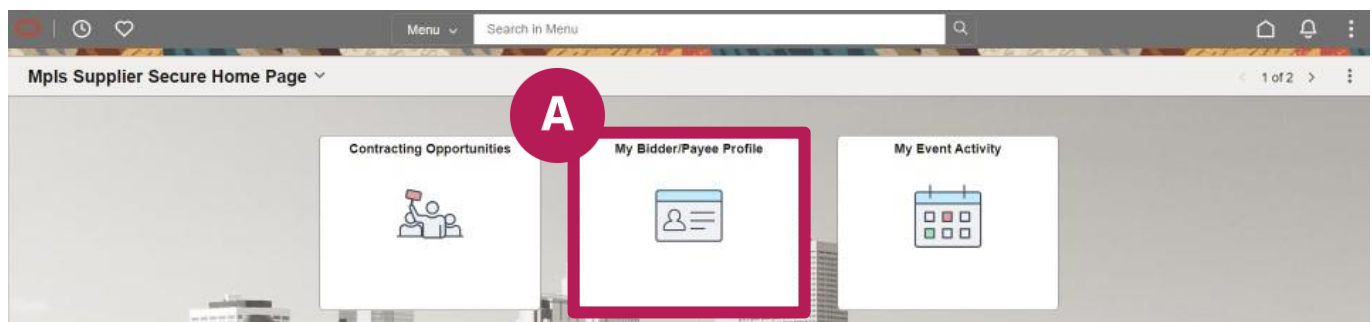 Menu
Search in Menu
Mpls Supplier Secure Home Page
1 of 2
A
Contracting Opportunities
My Bidder/Payee Profile
My Event Activity